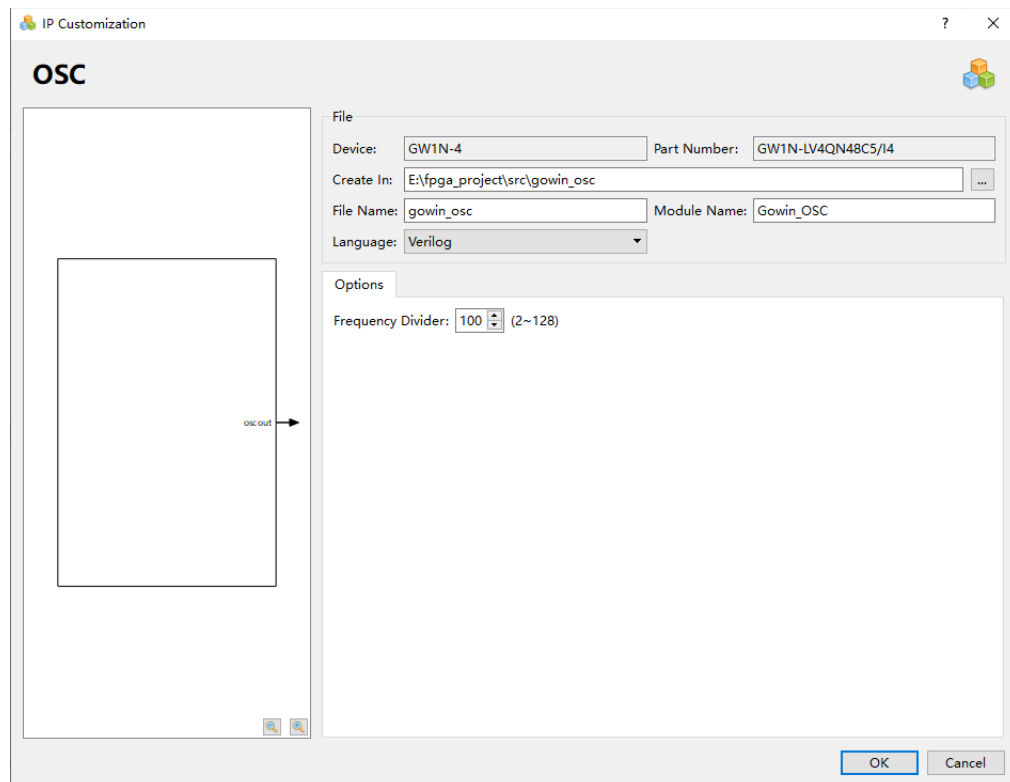 IP Customization
OSC
File
Device: GW1N-4 Part Number: GW1N-LV4QN48C5/I4
Create In: E:\fpga_project\src\gowin_osc ...
File Name: gowin_osc Module Name: Gowin_OSC
Language: Verilog
Options
Frequency Divider: 100 (2~128)
oscout
OK Cancel